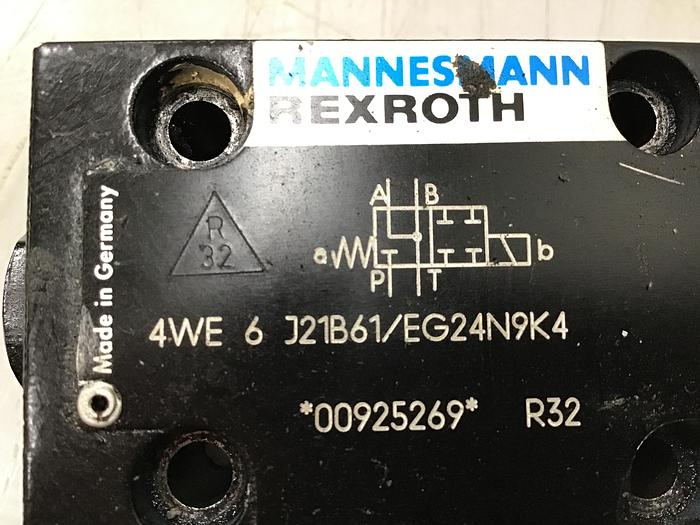 MANNESMANN
REXROTH
Made in Germany
R
32
A B
a b
P T
4WE 6 J21B61/EG24N9K4
*00925269* R32